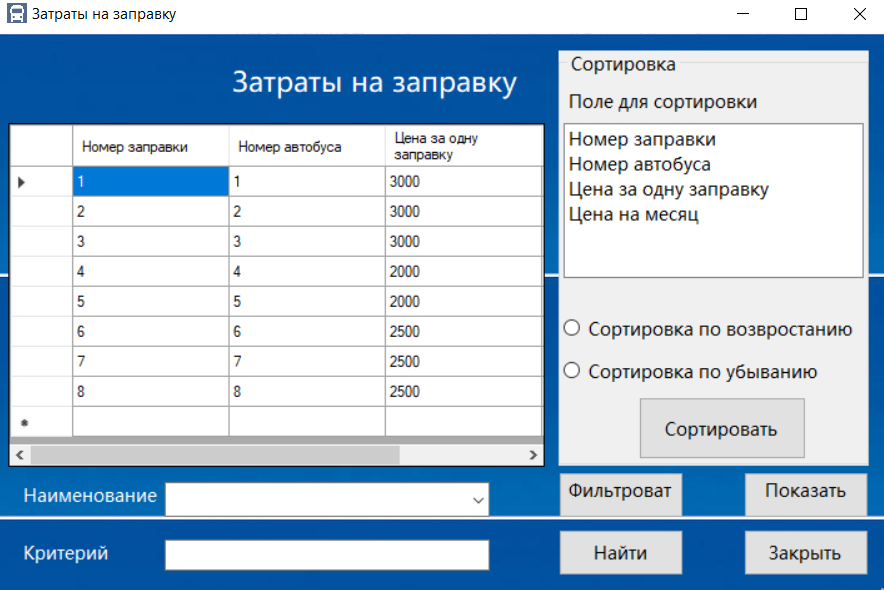 Затраты на заправку
Затраты на заправку
Номер заправки Номер автобуса Цена за одну заправку
1 1 3000
2 2 3000
3 3 3000
4 4 2000
5 5 2000
6 6 2500
7 7 2500
8 8 2500
Сортировка
Поле для сортировки
Номер заправки
Номер автобуса
Цена за одну заправку
Цена на месяц
Сортировка по возвростанию
Сортировка по убыванию
Сортировать
Наименование
Фильтроват
Показать
Критерий
Найти
Закрыть